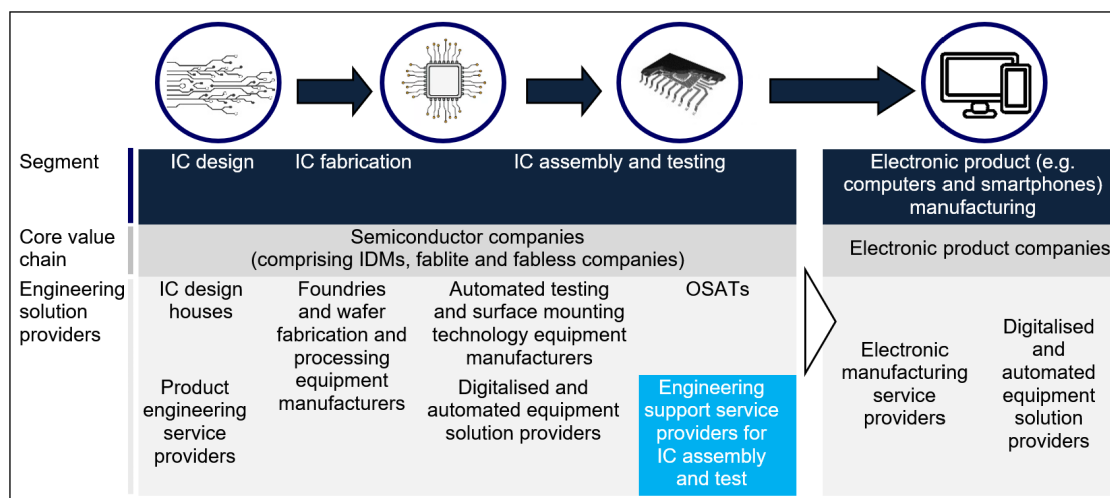 Segment
IC design
IC fabrication
IC assembly and testing
Electronic product (e.g.
computers and smartphones)
manufacturing
Core value
chain
Semiconductor companies
(comprising IDMs, fablite and fabless companies)
Electronic product companies
Engineering
solution
providers
IC design
houses
Product
engineering
service
providers
Foundries
and wafer
fabrication and
processing
equipment
manufacturers
Automated testing
and surface mounting
technology equipment
manufacturers
Digitalised and
automated equipment
solution providers
OSATs
Engineering
support service
providers for
IC assembly
and test
Electronic
manufacturing
service
providers
Digitalised
and
automated
equipment
solution
providers